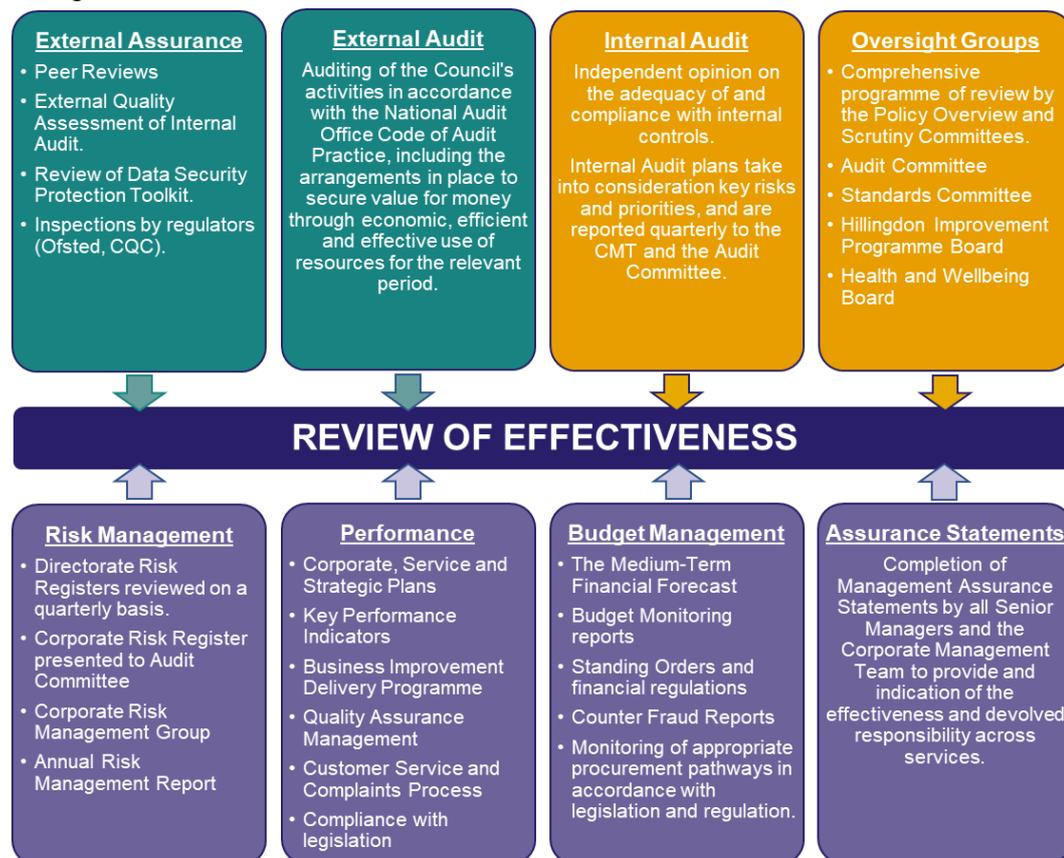 External Assurance
• Peer Reviews
• External Quality
Assessment of Internal
Audit.
• Review of Data Security
Protection Toolkit.
• Inspections by regulators
(Ofsted, CQC).
External Audit
Auditing of the Council's
activities in accordance
with the National Audit
Office Code of Audit
Practice, including the
arrangements in place to
secure value for money
through economic, efficient
and effective use of
resources for the relevant
period.
Internal Audit
Independent opinion on
the adequacy of and
compliance with internal
controls.
Internal Audit plans take
into consideration key risks
and priorities, and are
reported quarterly to the
CMT and the Audit
Committee.
Oversight Groups
• Comprehensive
programme of review by
the Policy Overview and
Scrutiny Committees.
• Audit Committee
• Standards Committee
• Hillingdon Improvement
Programme Board
• Health and Wellbeing
Board
REVIEW OF EFFECTIVENESS
Risk Management
• Directorate Risk
Registers reviewed on a
quarterly basis.
• Corporate Risk Register
presented to Audit
Committee
• Corporate Risk
Management Group
• Annual Risk
Management Report
Performance
• Corporate, Service and
Strategic Plans
• Key Performance
Indicators
• Business Improvement
Delivery Programme
• Quality Assurance
Management
• Customer Service and
Complaints Process
• Compliance with
legislation
Budget Management
• The Medium-Term
Financial Forecast
• Budget Monitoring
reports
• Standing Orders and
financial regulations
• Counter Fraud Reports
• Monitoring of appropriate
procurement pathways in
accordance with
legislation and regulation.
Assurance Statements
Completion of
Management Assurance
Statements by all Senior
Managers and the
Corporate Management
Team to provide and
indication of the
effectiveness and devolved
responsibility across
services.